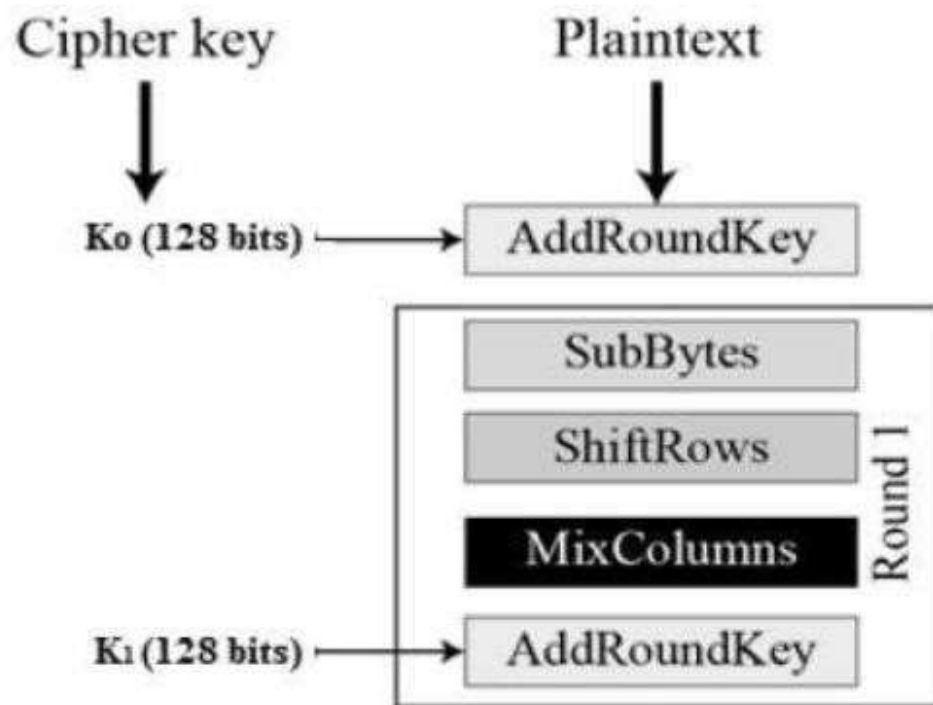 Cipher key
Plaintext
K0 (128 bits)
AddRoundKey
SubBytes
ShiftRows
MixColumns
Round 1
K1 (128 bits)
AddRoundKey